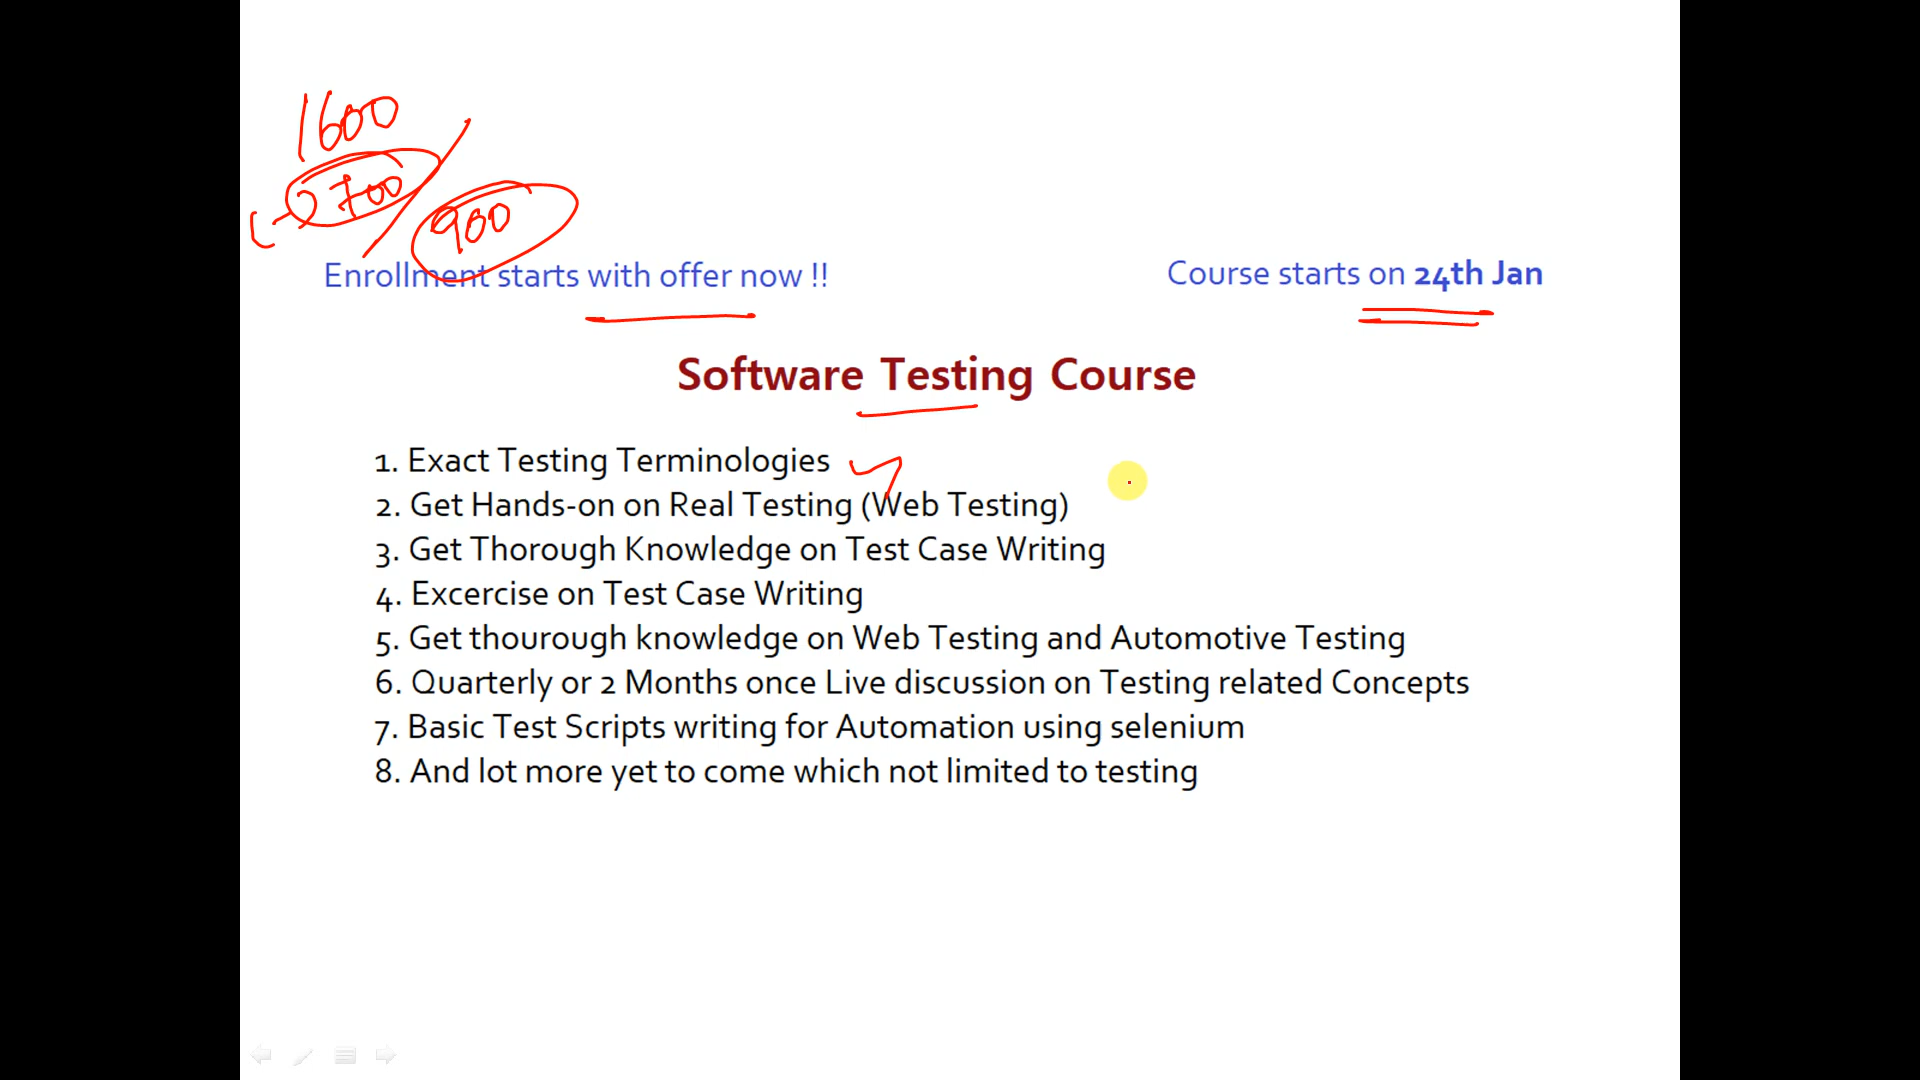 1600
700
900
Enrollment starts with offer now !!
Course starts on 24th Jan
Software Testing Course
1. Exact Testing Terminologies
2. Get Hands-on on Real Testing (Web Testing)
3. Get Thorough Knowledge on Test Case Writing
4. Excercise on Test Case Writing
5. Get thourough knowledge on Web Testing and Automotive Testing
6. Quarterly or 2 Months once Live discussion on Testing related Concepts
7. Basic Test Scripts writing for Automation using selenium
8. And lot more yet to come which not limited to testing